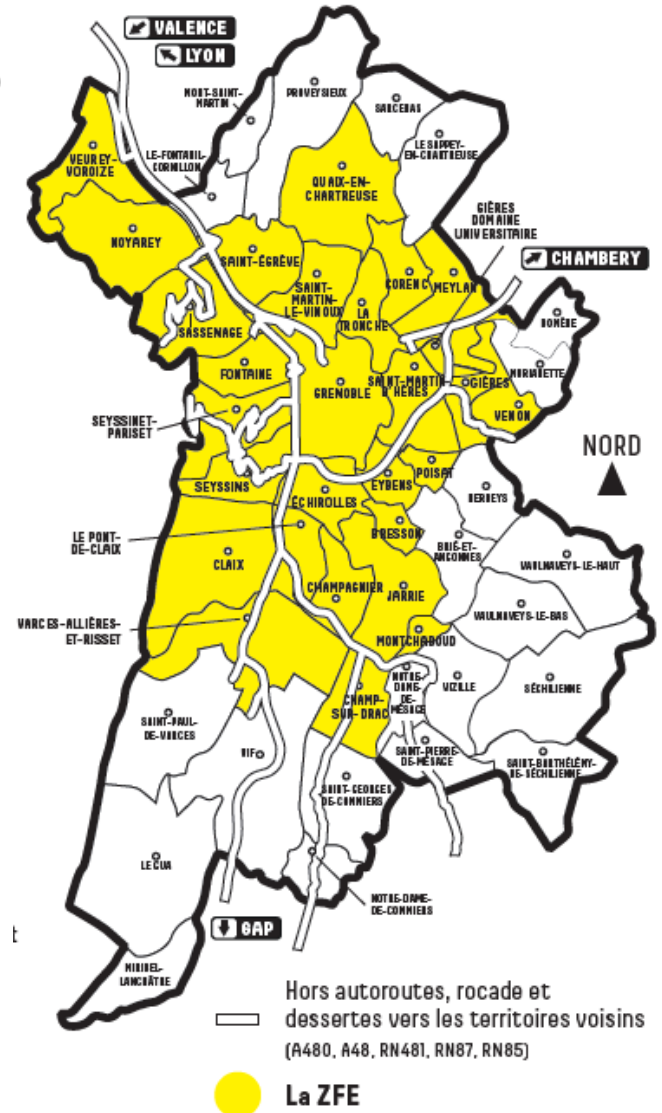 VALENCE
LYON
MONT-SAINT-
MARTIN
PROVEYSIEUX
SARCENAS
LE SAPPEY-
EN-CHARTREUSE
VEUREY-
VOROIZE
LE-FONTANIL-
CORNILLON
QUAIX-EN-
CHARTREUSE
GIÈRES
DOMAINE
UNIVERSITAIRE
NOYAREY
SAINT-ÉGRÈVE
CHAMBERY
SAINT-
MARTIN-
LE-VINOUX
CORENC
MEYLAN
LA
TRONCHE
DOMÈNE
SASSENAGE
MURIANETTE
FONTAINE
GRENOBLE
SAINT-MARTIN
D'HÈRES
GIÈRES
VENON
SEYSSINET-
PARISET
NORD
SEYSSINS
POISAT
EYBENS
HERBEYS
ÉCHIROLLES
LE PONT-
DE-CLAIX
BRESSON
BRIÉ-ET-
ANGONNES
CLAIX
VAULNAVEYS-LE-HAUT
CHAMPAGNIER
JARRIE
VAULNAVEYS-LE-BAS
VARCES-ALLIÈRES-
ET-RISSET
MONTCHABOUD
NOTRE-
DAME-
DE-
MÉSAGE
VIZILLE
SÉCHILIENNE
CHAMP-
SUR-DRAC
SAINT-PAUL-
DE-VARCES
VIF
SAINT-PIERRE-
DE-MÉSAGE
SAINT-BARTHÉLÉMY-
DE-SÉCHILIENNE
SAINT-GEORGES
DE-COMMIERS
LE GUA
NOTRE-DAME-
DE-COMMIERS
t
GAP
MIRIBEL-
LANCHÂTRE
Hors autoroutes, rocade et
dessertes vers les territoires voisins
(A480, A48, RN481, RN87, RN85)
La ZFE